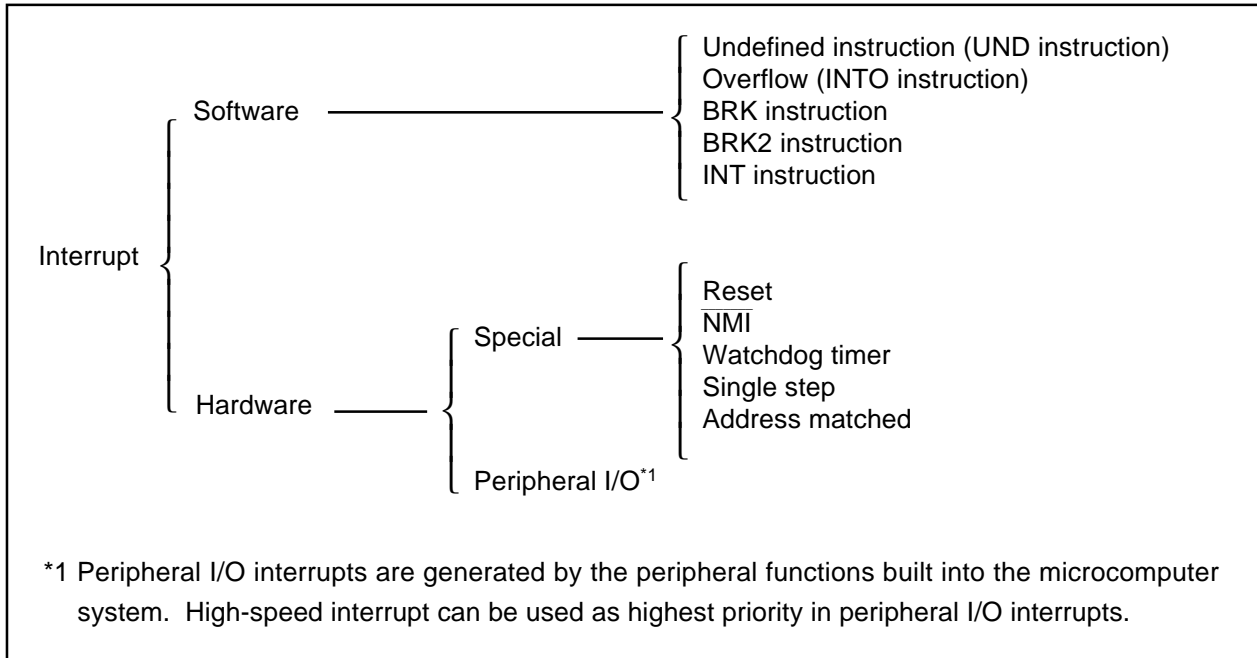 Undefined instruction (UND instruction)
Overflow (INTO instruction)
Software
BRK instruction
BRK2 instruction
INT instruction
Interrupt
Reset
NMI
Special
Watchdog timer
Single step
Hardware
Address matched
Peripheral I/O*1
*1 Peripheral I/O interrupts are generated by the peripheral functions built into the microcomputer
system. High-speed interrupt can be used as highest priority in peripheral I/O interrupts.